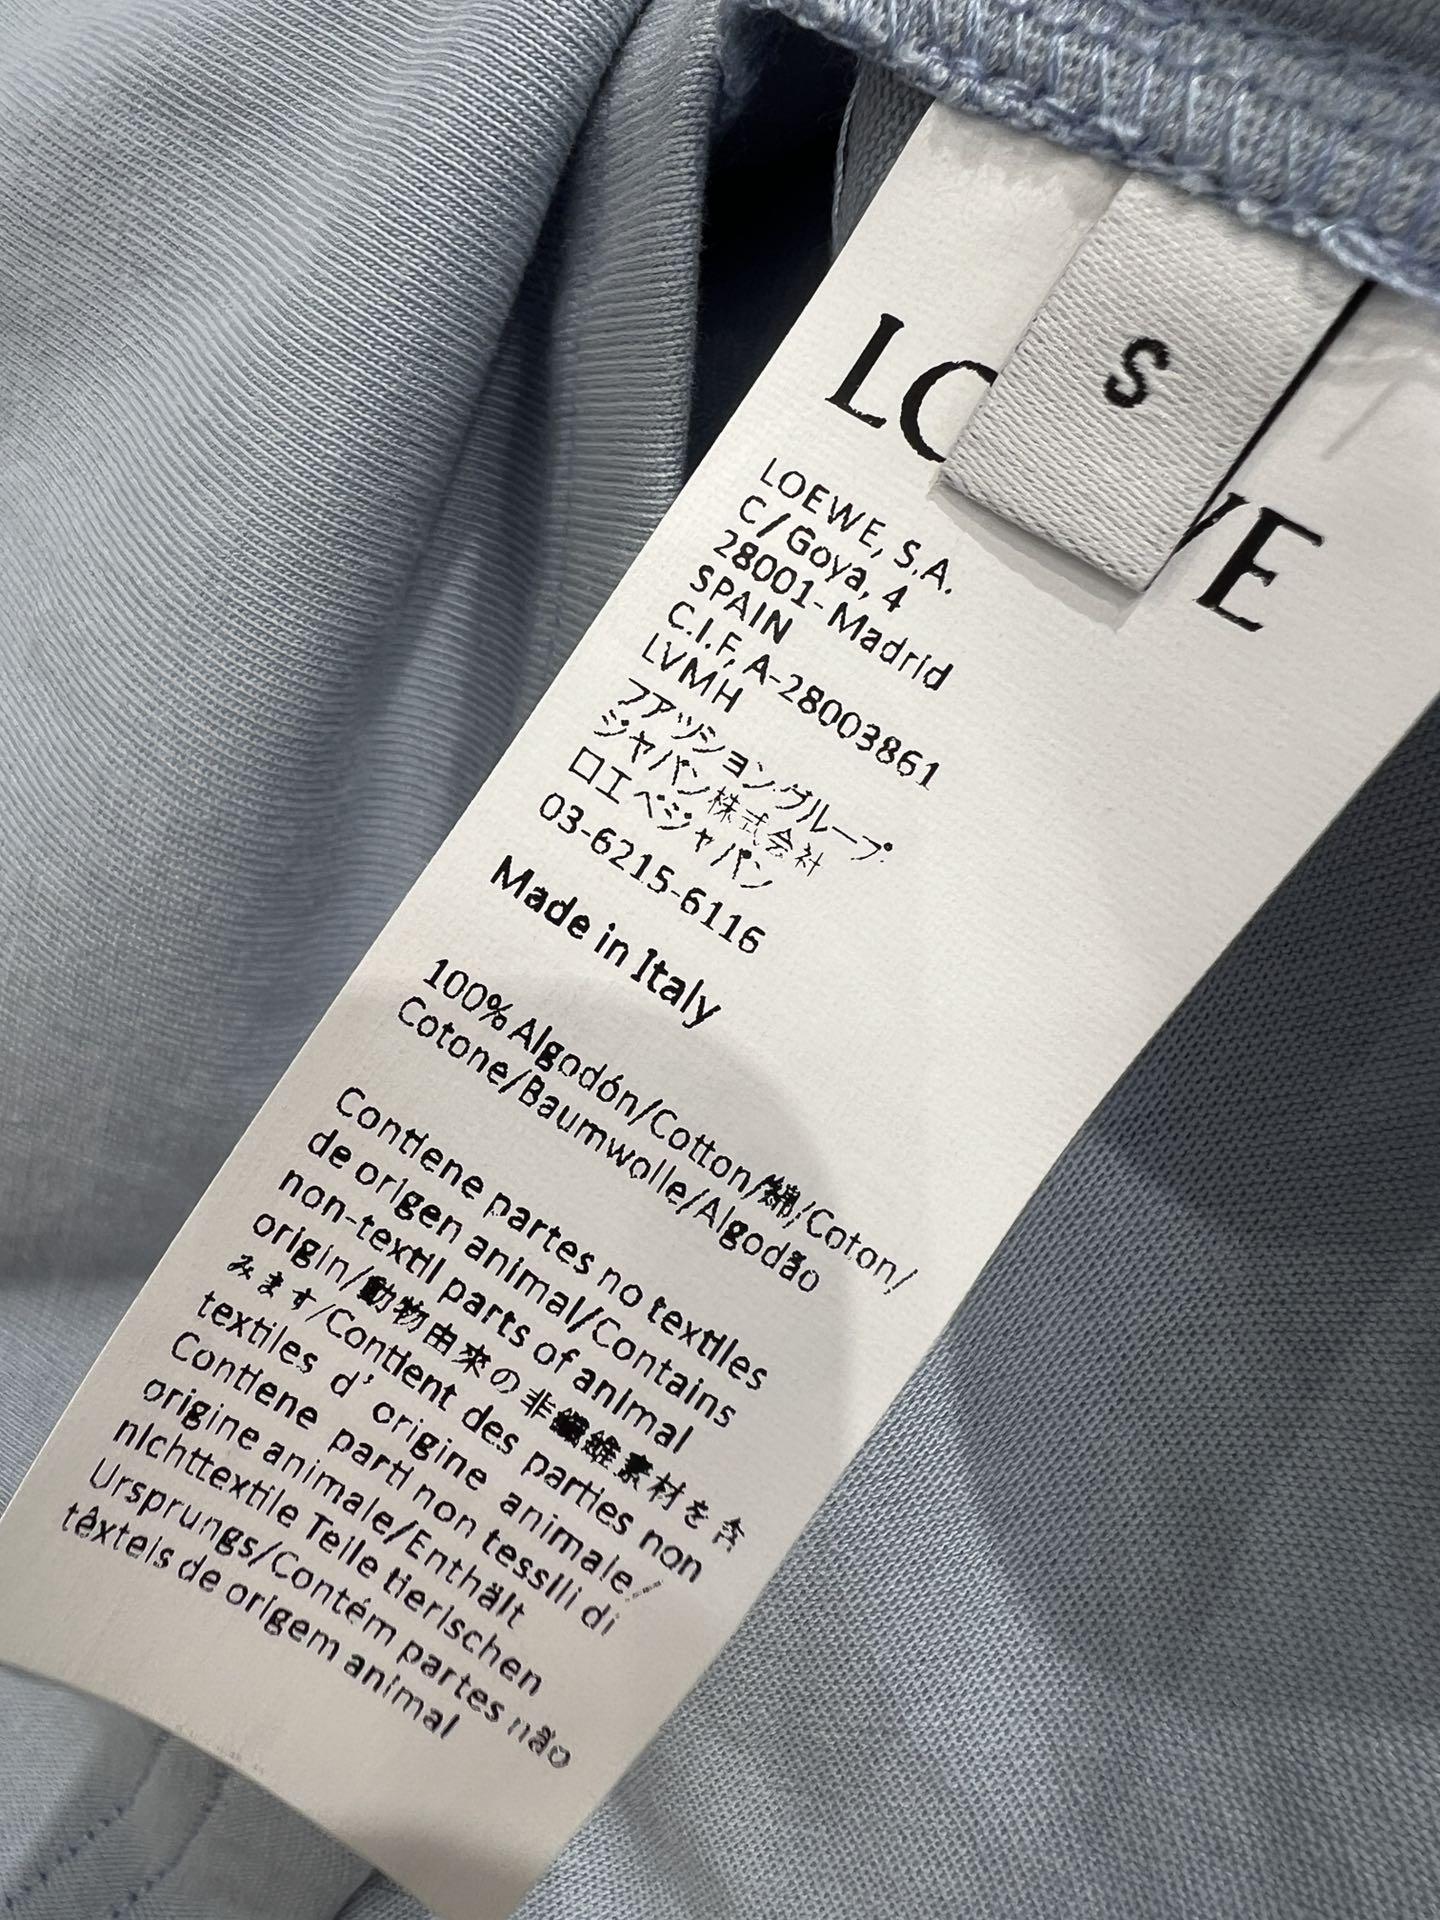 S
LOEWE, S.A.
C/Goya, 4
28001-Madrid
SPAIN
C.I.F, A-28003861
LVMH
ファッション・グループ
ジャパン株式会社
ロエベジャパン
03-6215-6116
Made in Italy
100% Algodón/Cotton/綿/Coton/
Cotone/Baumwolle/Algodão
Contiene partes no textiles
de origen animal/Contains
non-textil parts of animal
origin/動物由来の非繊維素材を含
みます/Contient des parties non
textiles d' origine animale/
Contiene parti non tessili di
origine animale/Enthält
nichttextile Teile tierischen
Ursprungs/Contém partes não
têxteis de origem animal